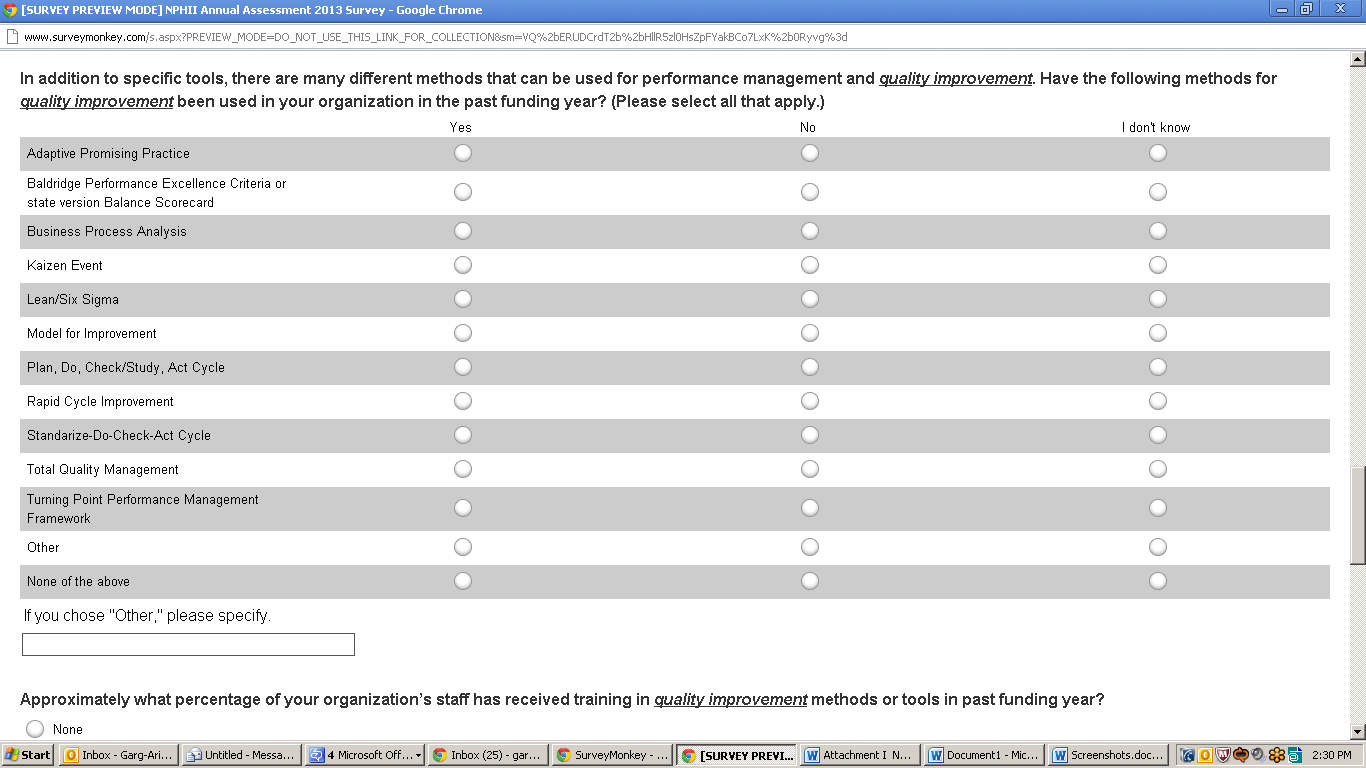 [SURVEY PREVIEW MODE] NPHII Annual Assessment 2013 Survey - Google Chrome
www.surveymonkey.com/s.aspx?PREVIEW_MODE=DO_NOT_USE_THIS_LINK_FOR_COLLECTION&sm=VQ%2bERUDCrdT2b%2bHllR5zl0HsZpFYakBCo7LxK%2b0Ryvg%3d
In addition to specific tools, there are many different methods that can be used for performance management and quality improvement. Have the following methods for
quality improvement been used in your organization in the past funding year? (Please select all that apply.)
Yes No I don't know
Adaptive Promising Practice
Baldridge Performance Excellence Criteria or
state version Balance Scorecard
Business Process Analysis
Kaizen Event
Lean/Six Sigma
Model for Improvement
Plan, Do, Check/Study, Act Cycle
Rapid Cycle Improvement
Standarize-Do-Check-Act Cycle
Total Quality Management
Turning Point Performance Management
Framework
Other
None of the above
If you chose "Other," please specify.
Approximately what percentage of your organization's staff has received training in quality improvement methods or tools in past funding year?
None
Start Inbox - Garg-Ari... Untitled - Messa... 4 Microsoft Off... Inbox (25) - gar... SurveyMonkey - ... [SURVEY PREVI... Attachment I N... Document1 - Mic... Screenshots.doc... 2:30 PM